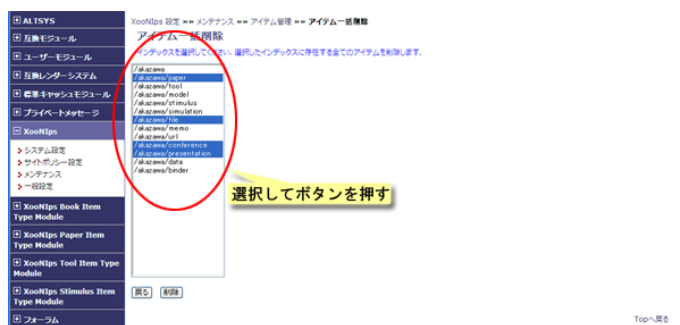 ALTSYS
互換モジュール
ユーザーモジュール
互換レンダーシステム
標準キャッシュモジュール
プライベートメッセージ
XooNIps
システム設定
サイトポリシー設定
メンテナンス
一般設定
XooNIps Book Item
Type Module
XooNIps Paper Item
Type Module
XooNIps Tool Item Type
Module
XooNIps Stimulus Item
Type Module
フォーラム
XooNIps 設定 »» メンテナンス »» アイテム管理 »» アイテム一括削除
アイテム一括削除
インデックスを選択してください。選択したインデックスに存在する全てのアイテムを削除します。
/akazawa
/akazawa/paper
/akazawa/tool
/akazawa/model
/akazawa/stimulus
/akazawa/simulation
/akazawa/file
/akazawa/memo
/akazawa/url
/akazawa/conference
/akazawa/presentation
/akazawa/data
/akazawa/binder
選択してボタンを押す
戻る 削除
Topへ戻る